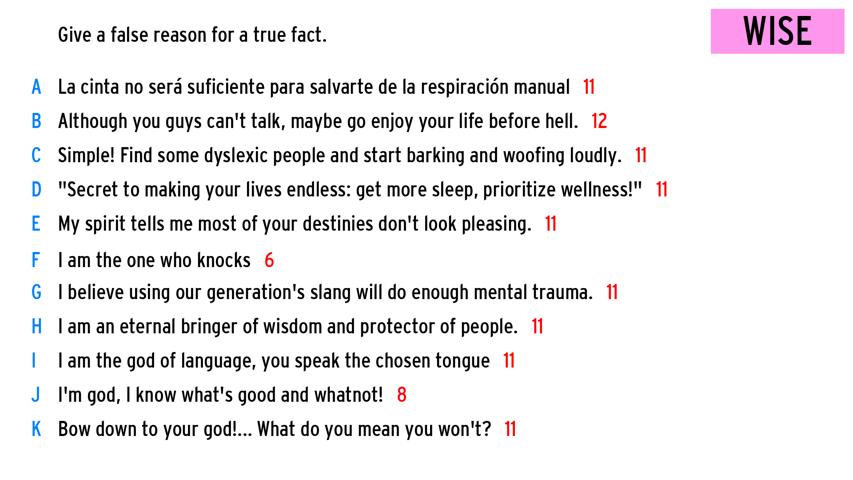 Give a false reason for a true fact.
WISE
A La cinta no será suficiente para salvarte de la respiración manual 11
B Although you guys can't talk, maybe go enjoy your life before hell. 12
C Simple! Find some dyslexic people and start barking and woofing loudly. 11
D "Secret to making your lives endless: get more sleep, prioritize wellness!" 11
E My spirit tells me most of your destinies don't look pleasing. 11
F I am the one who knocks 6
G I believe using our generation's slang will do enough mental trauma. 11
H I am an eternal bringer of wisdom and protector of people. 11
I I am the god of language, you speak the chosen tongue 11
J I'm god, I know what's good and whatnot! 8
K Bow down to your god!... What do you mean you won't? 11